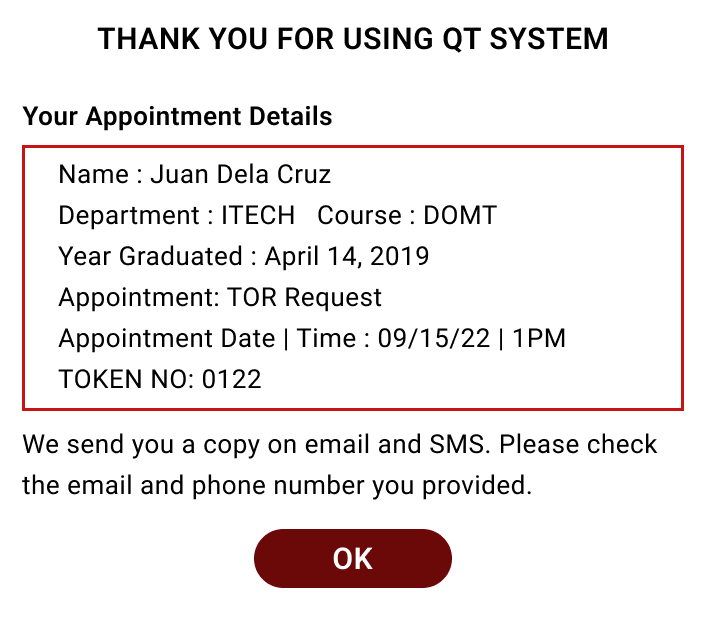 THANK YOU FOR USING QT SYSTEM
Your Appointment Details
Name : Juan Dela Cruz
Department : ITECH   Course : DOMT
Year Graduated : April 14, 2019
Appointment: TOR Request
Appointment Date | Time : 09/15/22 | 1PM
TOKEN NO: 0122
We send you a copy on email and SMS. Please check
the email and phone number you provided.
OK